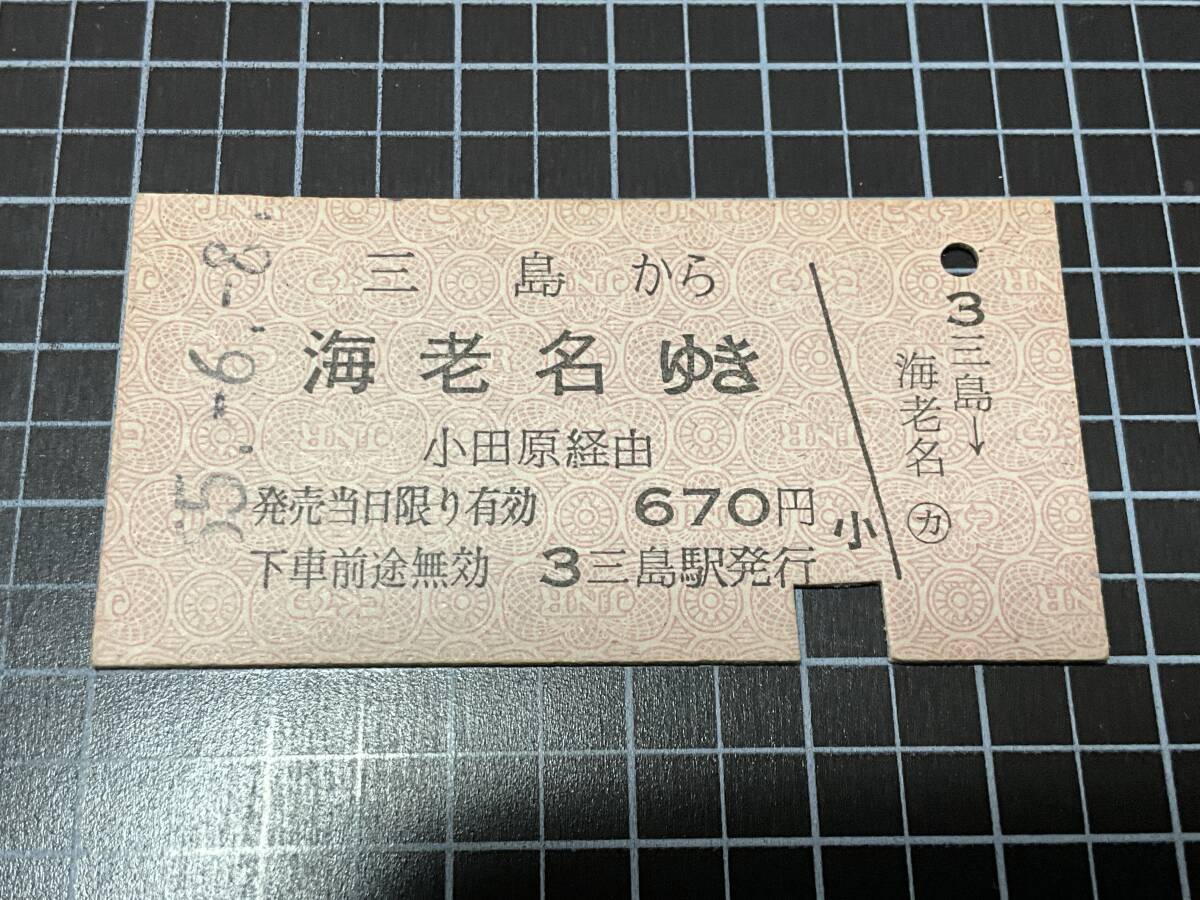 55.-6.-8.
三島から
海老名ゆき
小田原経由
発売当日限り有効 670円
下車前途無効 3三島駅発行
小
3三島→
海老名 ㋕
JNR